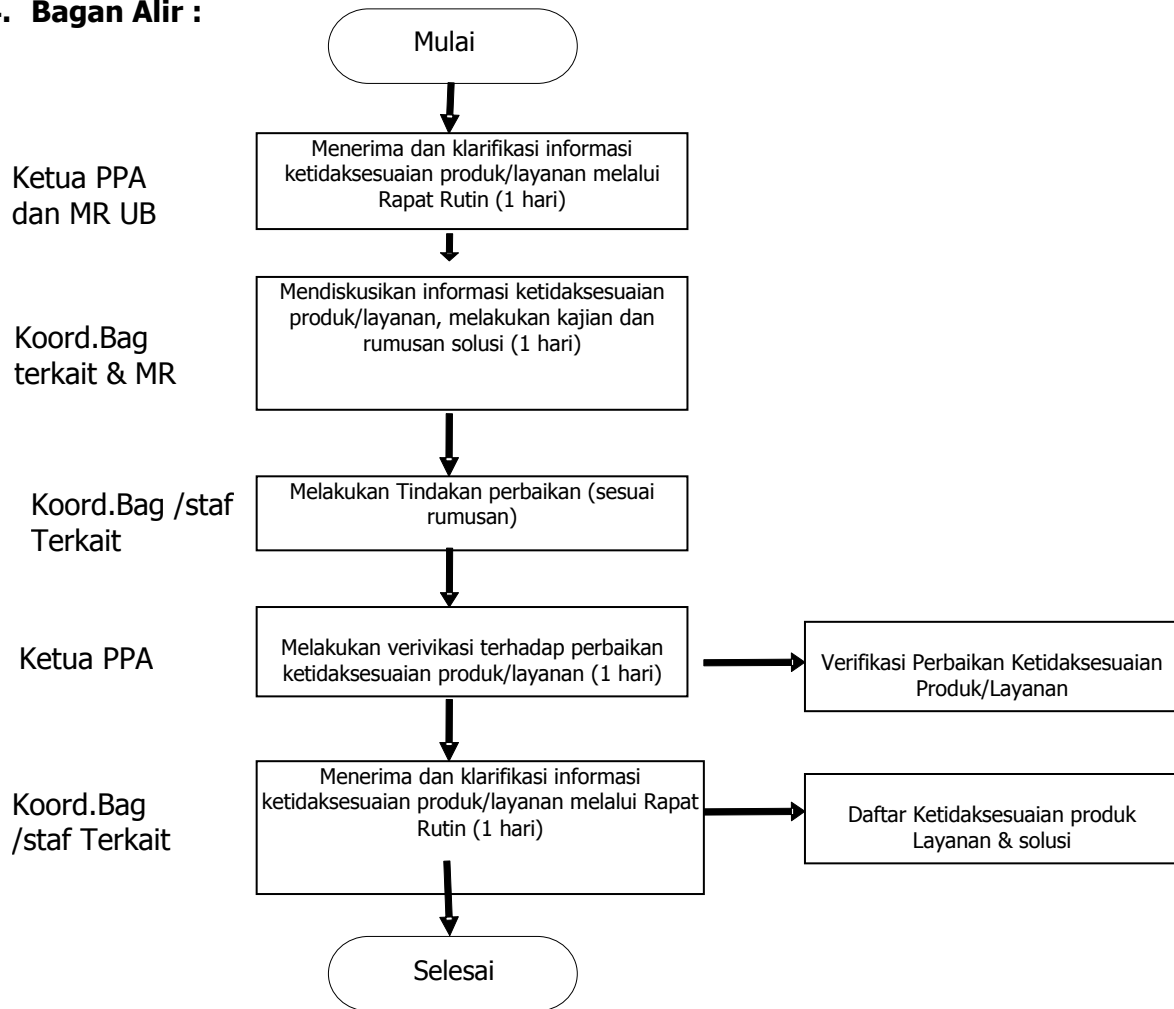 . Bagan Alir :
Mulai
Ketua PPA
dan MR UB
Menerima dan klarifikasi informasi
ketidaksesuaian produk/layanan melalui
Rapat Rutin (1 hari)
Koord.Bag
terkait & MR
Mendiskusikan informasi ketidaksesuaian
produk/layanan, melakukan kajian dan
rumusan solusi (1 hari)
Koord.Bag /staf
Terkait
Melakukan Tindakan perbaikan (sesuai
rumusan)
Ketua PPA
Melakukan verivikasi terhadap perbaikan
ketidaksesuaian produk/layanan (1 hari)
Verifikasi Perbaikan Ketidaksesuaian
Produk/Layanan
Koord.Bag
/staf Terkait
Menerima dan klarifikasi informasi
ketidaksesuaian produk/layanan melalui Rapat
Rutin (1 hari)
Daftar Ketidaksesuaian produk
Layanan & solusi
Selesai